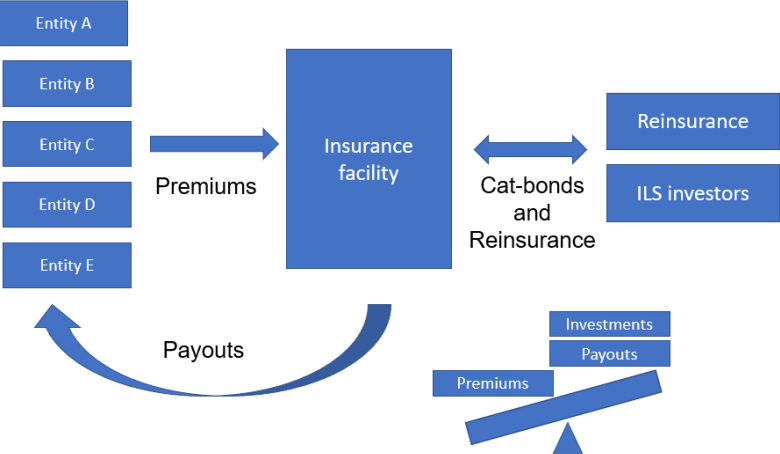 Entity A
Entity B
Entity C
Entity D
Entity E
Premiums
Payouts
Insurance
facility
Cat-bonds
and
Reinsurance
Reinsurance
ILS investors
Investments
Payouts
Premiums